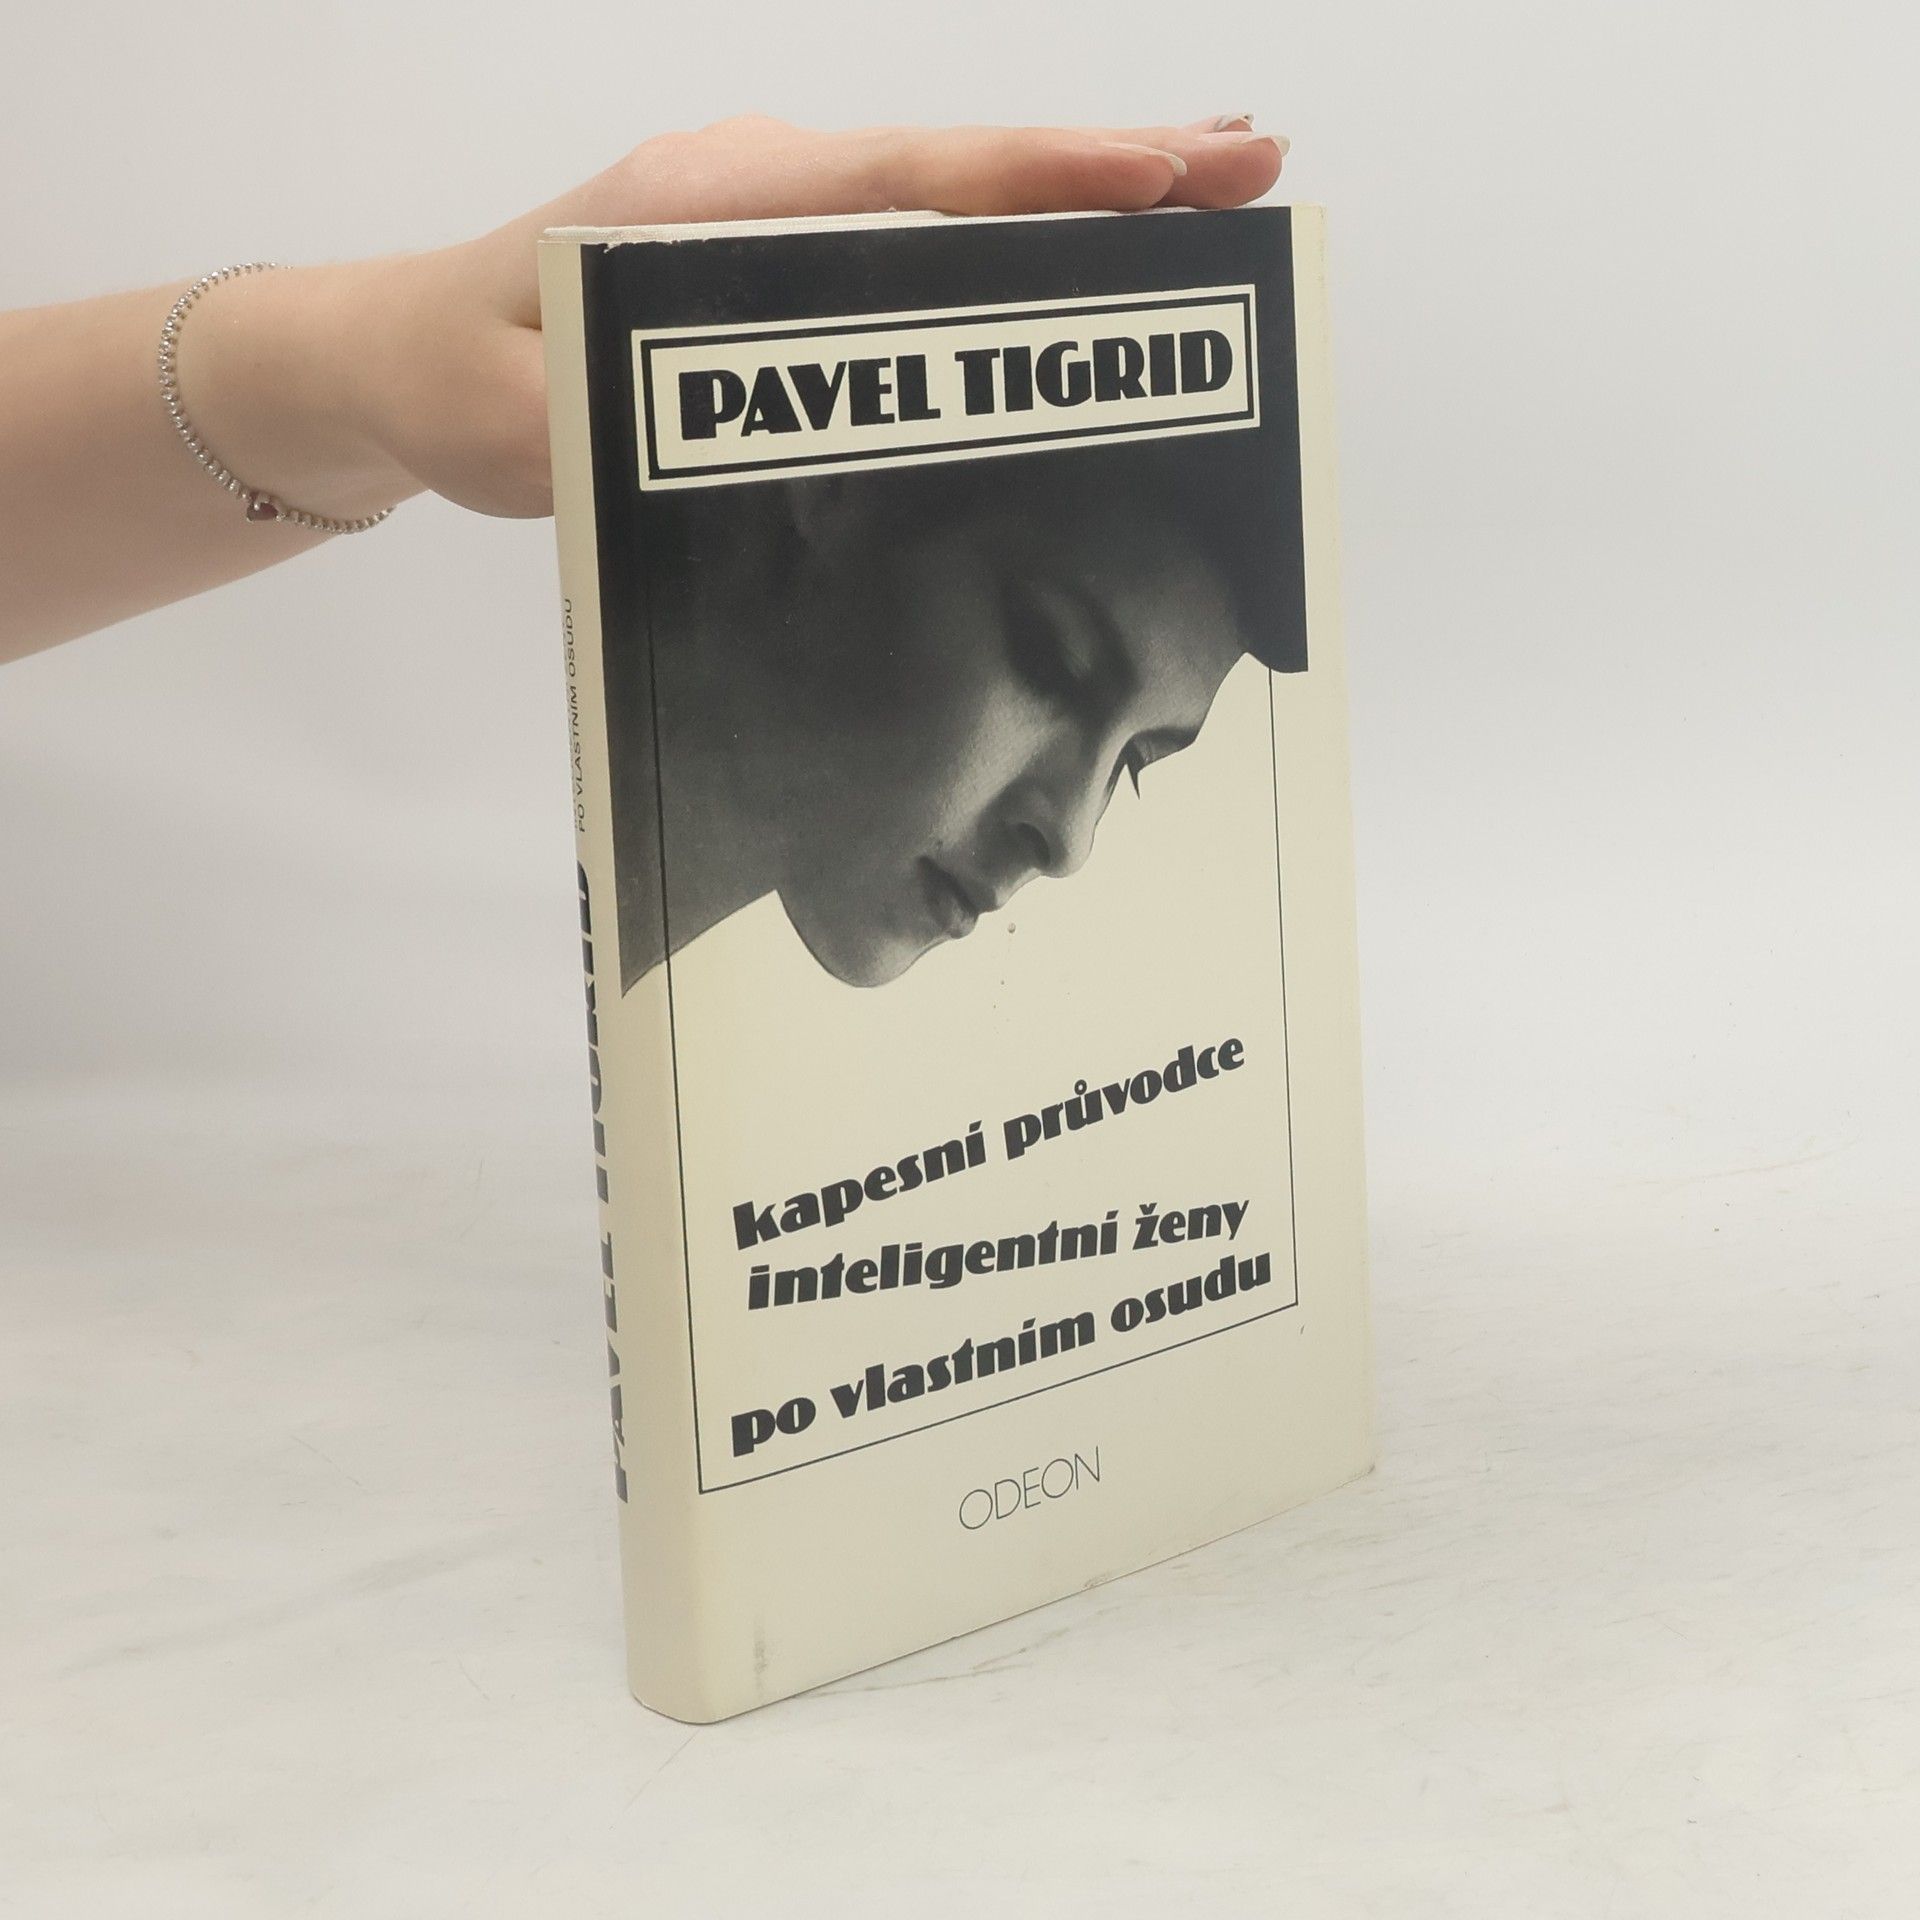 PAVEL TIGRID
kapesní průvodce
inteligentní ženy
po vlastním osudu
ODEON
PAVEL TIGRID
PO VLASTNÍM OSUDU